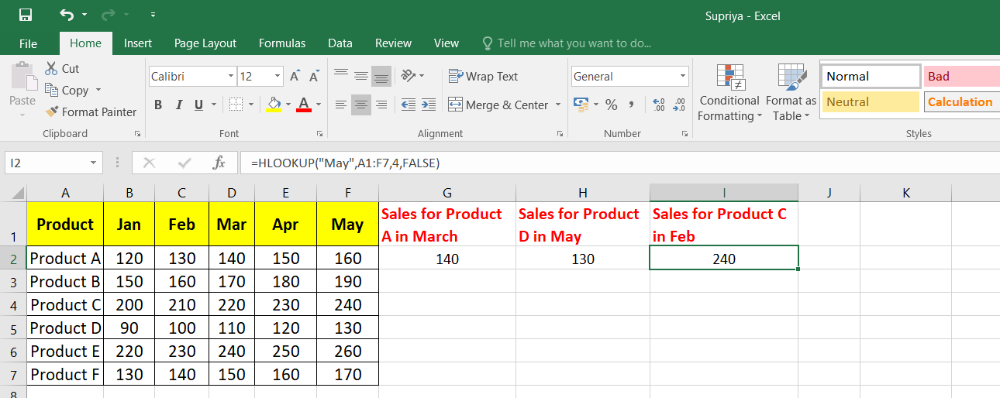 Supriya - Excel
File Home Insert Page Layout Formulas Data Review View Tell me what you want to do...
Paste
Cut
Copy
Format Painter
Clipboard
Calibri 12
B I U
Font
Wrap Text
Merge & Center
Alignment
General
%
Number
Conditional Formatting
Format as Table
Normal Bad
Neutral Calculation
Styles
I2 fx =HLOOKUP("May",A1:F7,4,FALSE)
A B C D E F G H I J K
1 Product Jan Feb Mar Apr May Sales for Product A in March Sales for Product D in May Sales for Product C in Feb
2 Product A 120 130 140 150 160 140 130 240
3 Product B 150 160 170 180 190
4 Product C 200 210 220 230 240
5 Product D 90 100 110 120 130
6 Product E 220 230 240 250 260
7 Product F 130 140 150 160 170
8